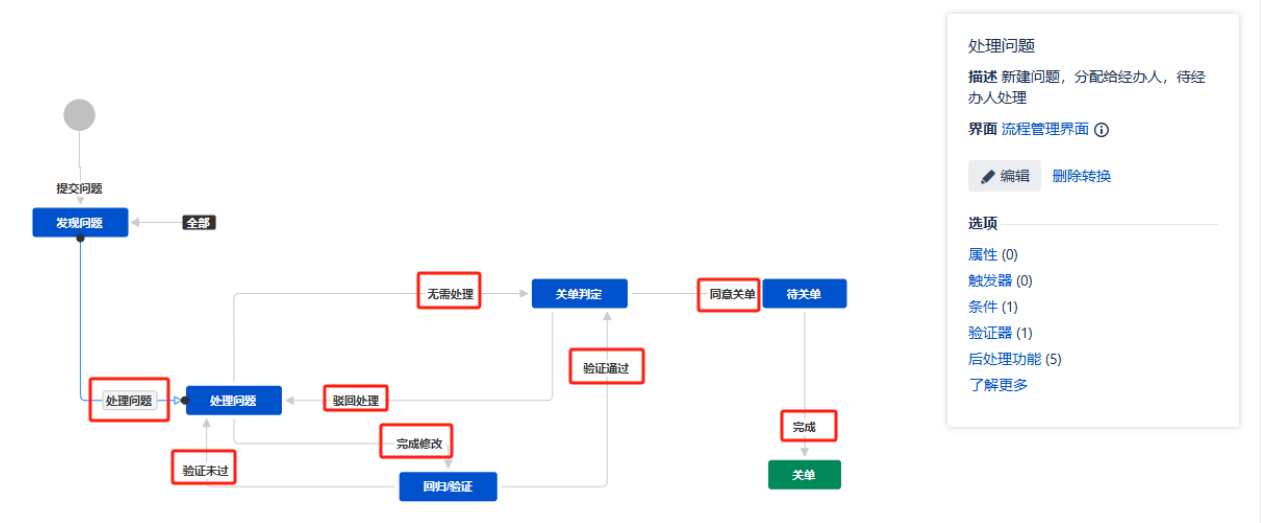 提交问题
发现问题
全部
无需处理
关单判定
同意关单
待关单
验证通过
处理问题
处理问题
驳回处理
完成修改
完成
验证未过
回归/验证
关单
处理问题
描述 新建问题，分配给经办人，待经
办人处理
界面 流程管理界面
编辑 删除转换
选项
属性 (0)
触发器 (0)
条件 (1)
验证器 (1)
后处理功能 (5)
了解更多